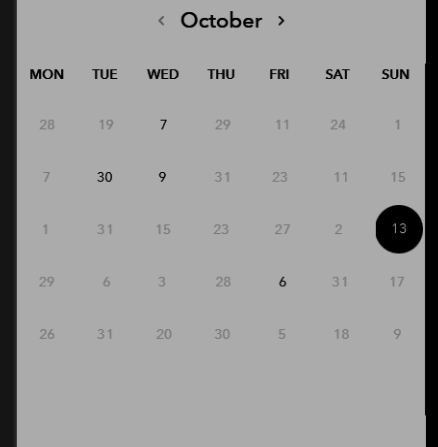 ‹ October ›
MON TUE WED THU FRI SAT SUN
28 19 7 29 11 24 1
7 30 9 31 23 11 15
1 31 15 23 27 2 13
29 6 3 28 6 31 17
26 31 20 30 5 18 9